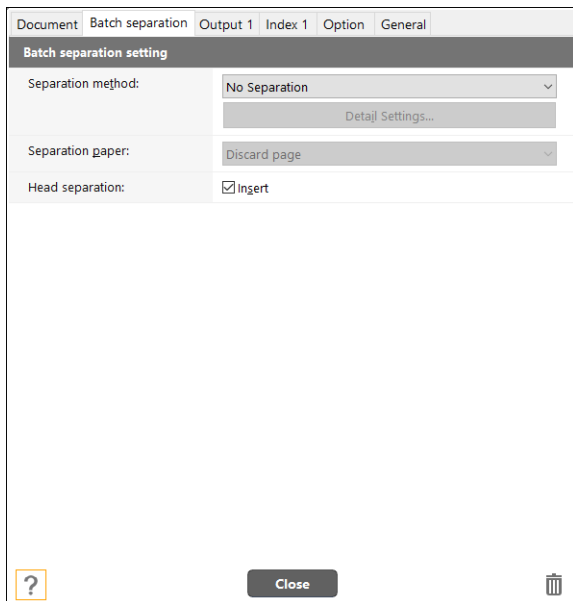 Document Batch separation Output 1 Index 1 Option General
Batch separation setting
Separation method: No Separation
Detail Settings...
Separation paper: Discard page
Head separation: Insert
? Close